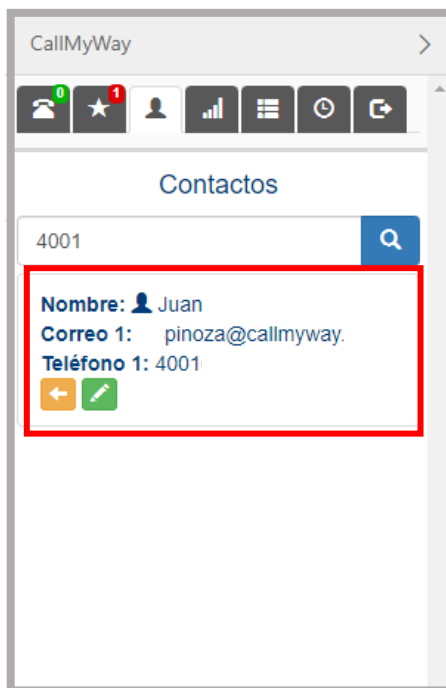 CallMyWay
0
1
Contactos
4001
Nombre: Juan
Correo 1: pinoza@callmyway.
Teléfono 1: 4001